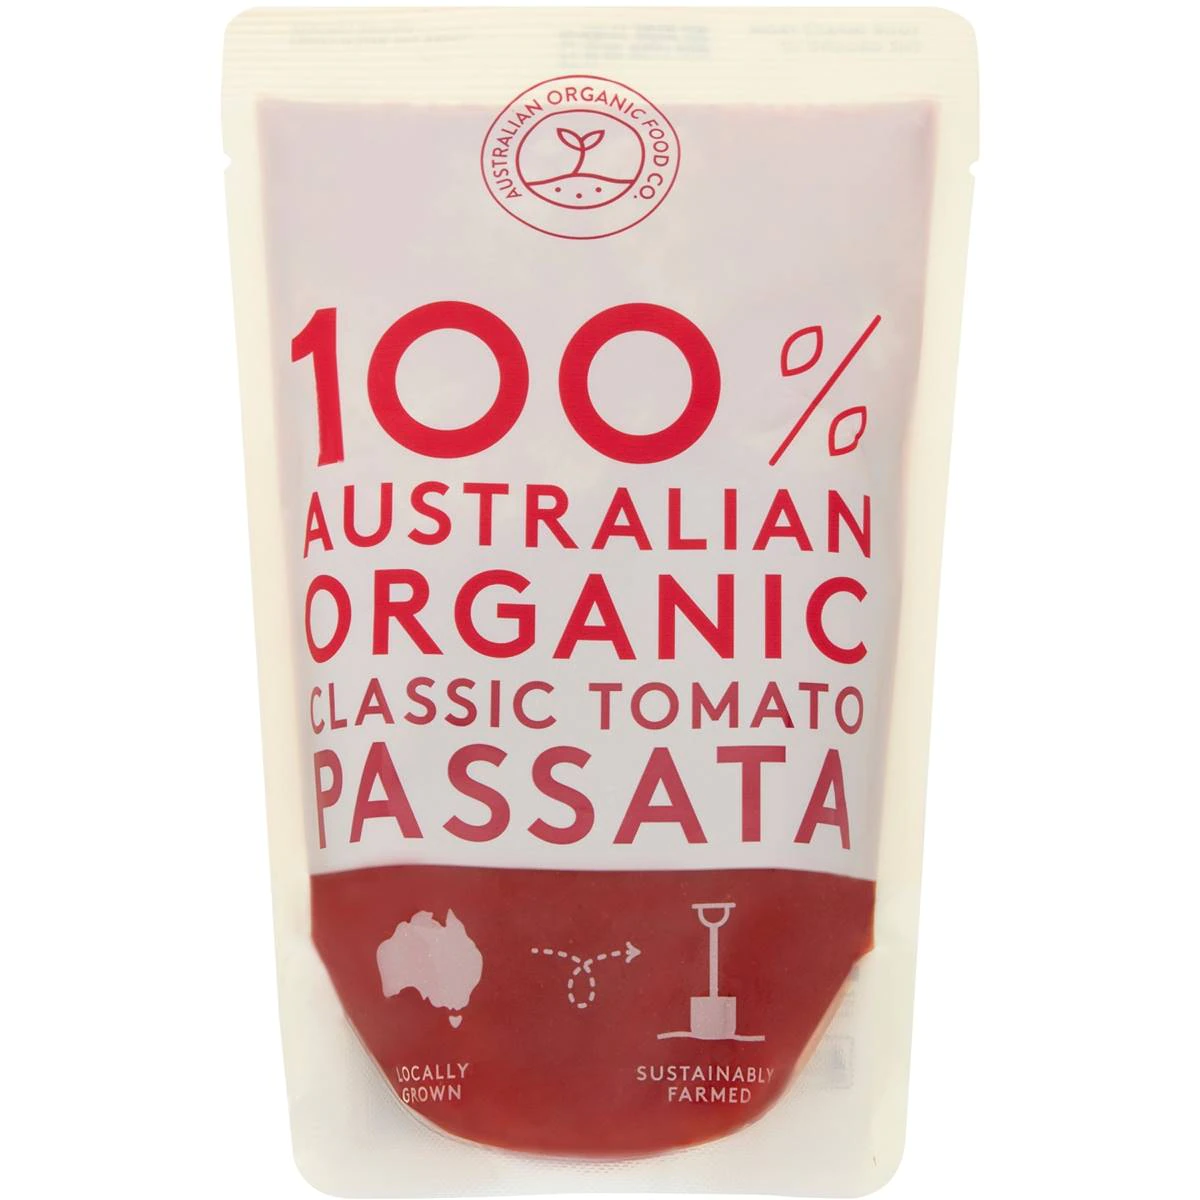 AUSTRALIAN ORGANIC FOOD CO.
100%
AUSTRALIAN
ORGANIC
CLASSIC TOMATO
PASSATA
LOCALLY
GROWN
SUSTAINABLY
FARMED